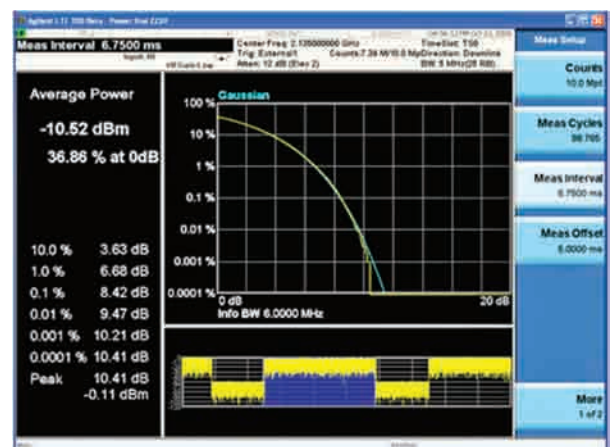 Meas Interval 6.7500 ms
Center Freq: 2.135000000 GHz
Trig: External1
Counts:7.34 M/10.0 Mpt
Direction: Downlink
Atten: 12 dB (Elec 2)
BW: 5 MHz(25 RB)
Average Power
-10.52 dBm
36.86 % at 0dB
10.0 % 3.63 dB
1.0 % 6.68 dB
0.1 % 8.42 dB
0.01 % 9.47 dB
0.001 % 10.21 dB
0.0001 % 10.41 dB
Peak 10.41 dB
-0.11 dBm
Gaussian
100 %
10 %
1 %
0.1 %
0.01 %
0.001 %
0.0001 %
0 dB
20 dB
Info BW 6.0000 MHz
Meas Setup
Counts
10.0 Mpt
Meas Cycles
Meas Interval
6.7500 ms
Meas Offset
More
1 of 2